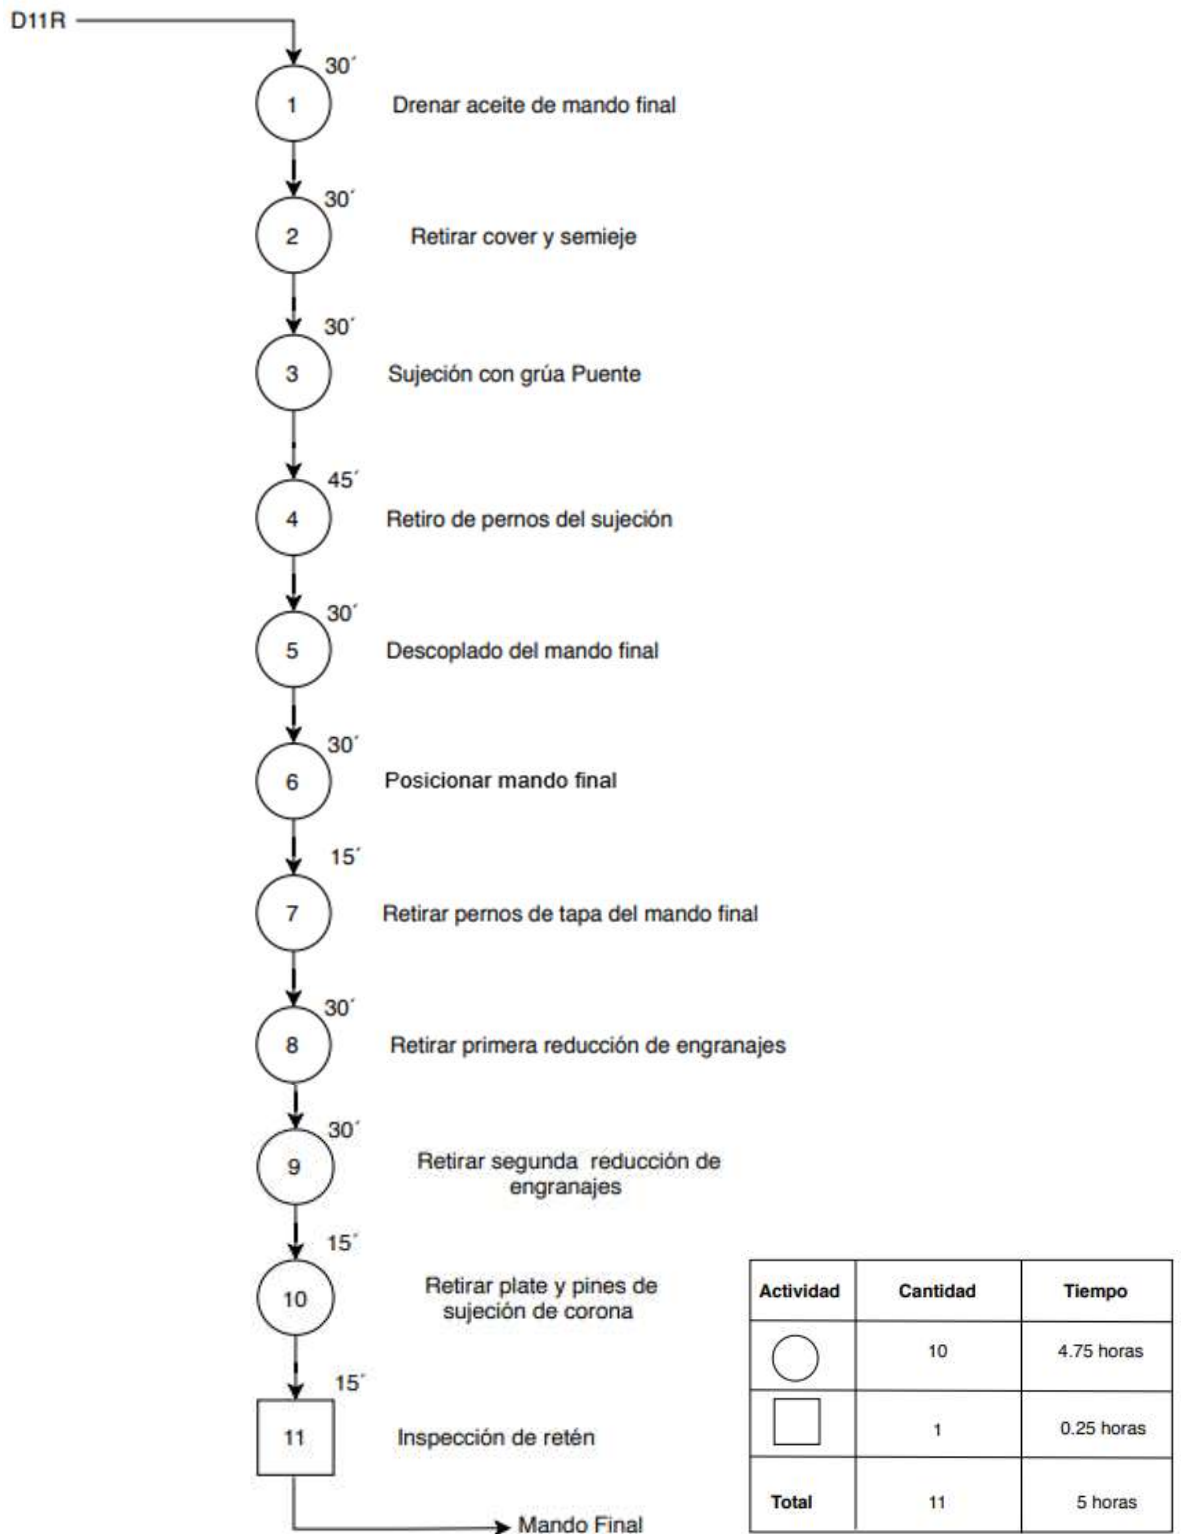 D11R
30´
1
Drenar aceite de mando final
30´
2
Retirar cover y semieje
30´
3
Sujeción con grúa Puente
45´
4
Retiro de pernos del sujeción
30´
5
Descoplado del mando final
30´
6
Posicionar mando final
15´
7
Retirar pernos de tapa del mando final
30´
8
Retirar primera reducción de engranajes
30´
9
Retirar segunda reducción de
engranajes
15´
10
Retirar plate y pines de
sujeción de corona
15´
11
Inspección de retén
Mando Final
Actividad Cantidad Tiempo
10 4.75 horas
1 0.25 horas
Total 11 5 horas